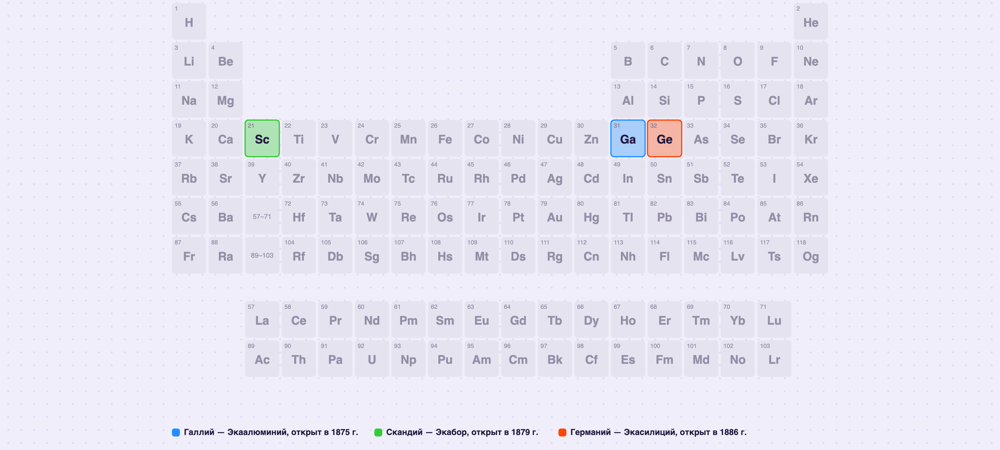 1 2
H He
3 4 5 6 7 8 9 10
Li Be B C N O F Ne
11 12 13 14 15 16 17 18
Na Mg Al Si P S Cl Ar
19 20 21 22 23 24 25 26 27 28 29 30 31 32 33 34 35 36
K Ca Sc Ti V Cr Mn Fe Co Ni Cu Zn Ga Ge As Se Br Kr
37 38 39 40 41 42 43 44 45 46 47 48 49 50 51 52 53 54
Rb Sr Y Zr Nb Mo Tc Ru Rh Pd Ag Cd In Sn Sb Te I Xe
55 56 72 73 74 75 76 77 78 79 80 81 82 83 84 85 86
Cs Ba 57–71 Hf Ta W Re Os Ir Pt Au Hg Tl Pb Bi Po At Rn
87 88 104 105 106 107 108 109 110 111 112 113 114 115 116 117 118
Fr Ra 89–103 Rf Db Sg Bh Hs Mt Ds Rg Cn Nh Fl Mc Lv Ts Og
57 58 59 60 61 62 63 64 65 66 67 68 69 70 71
La Ce Pr Nd Pm Sm Eu Gd Tb Dy Ho Er Tm Yb Lu
89 90 91 92 93 94 95 96 97 98 99 100 101 102 103
Ac Th Pa U Np Pu Am Cm Bk Cf Es Fm Md No Lr
Галлий — Экаалюминий, открыт в 1875 г. Скандий — Экабор, открыт в 1879 г. Германий — Экасилиций, открыт в 1886 г.